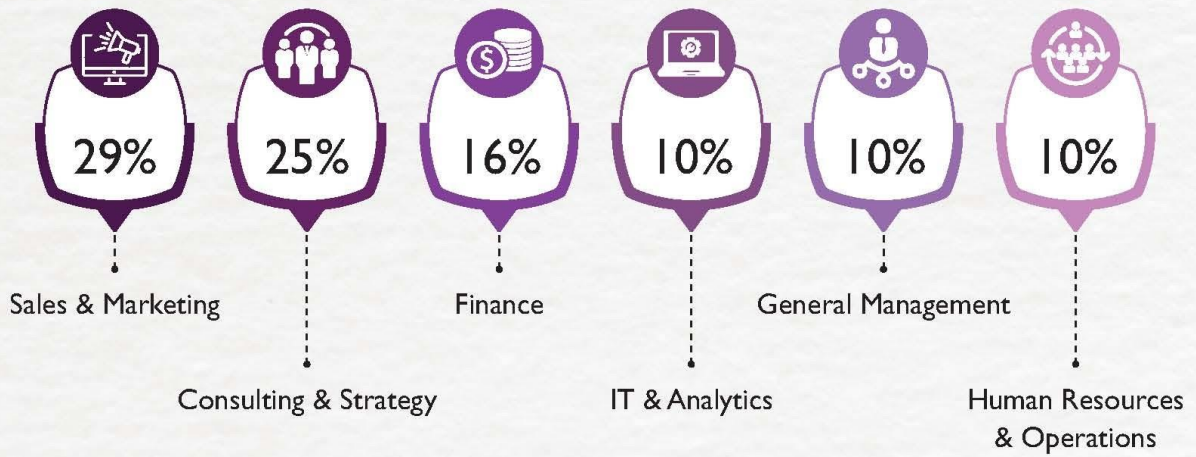 29%
25%
16%
10%
10%
10%
Sales & Marketing
Finance
General Management
Consulting & Strategy
IT & Analytics
Human Resources
& Operations